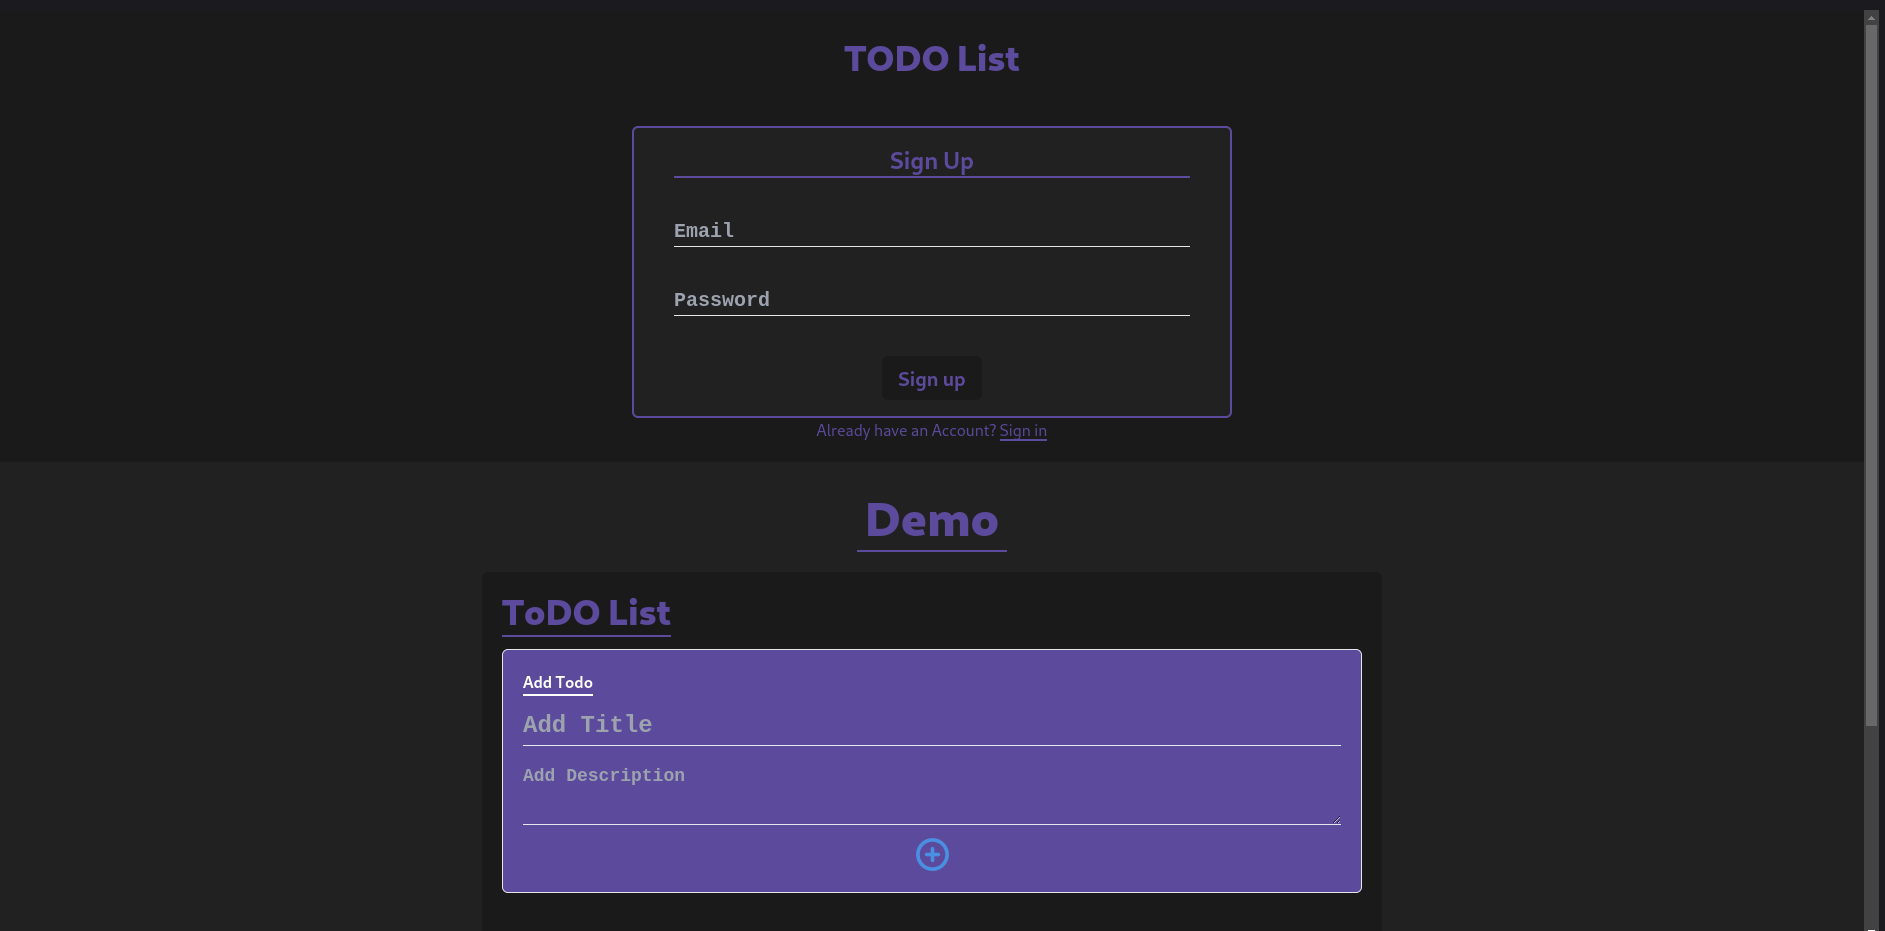 TODO List
Sign Up
Email
Password
Sign up
Already have an Account? Sign in
Demo
ToDO List
Add Todo
Add Title
Add Description